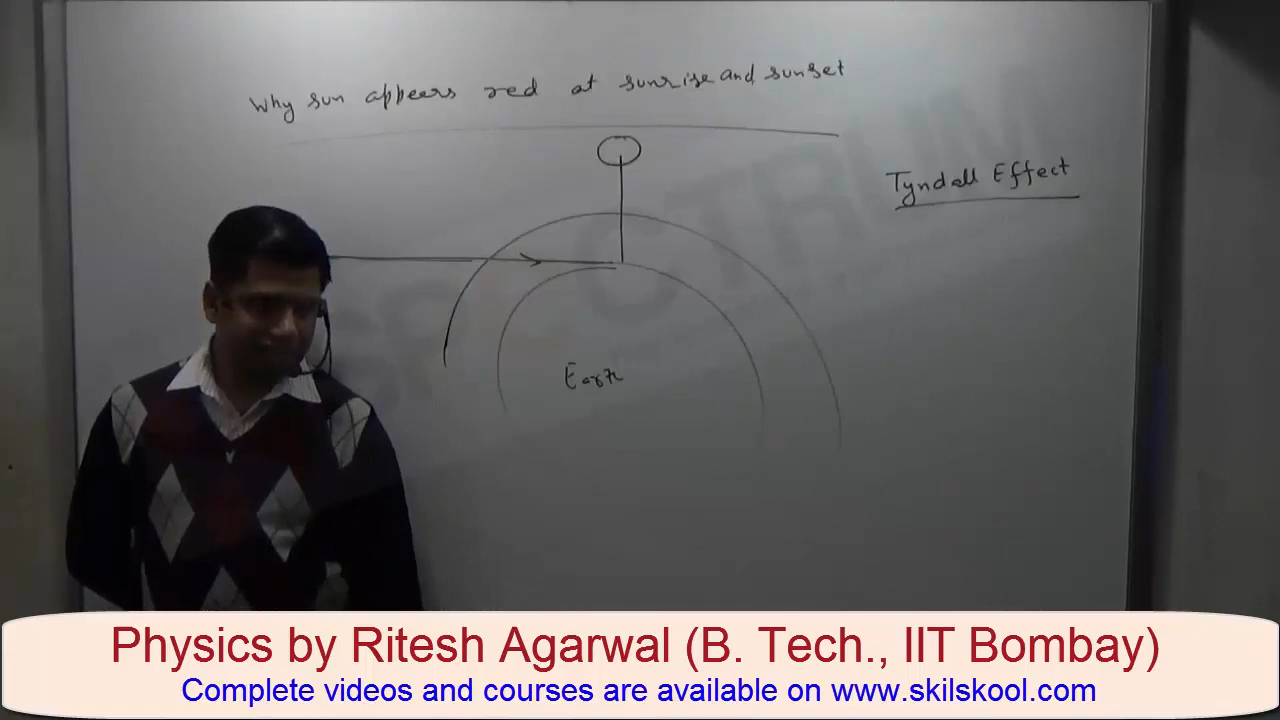 Why sun appears red at sunrise and sunset
Tyndall Effect
SPECTRUM
Earth
Physics by Ritesh Agarwal (B. Tech., IIT Bombay)
Complete videos and courses are available on www.skilskool.com